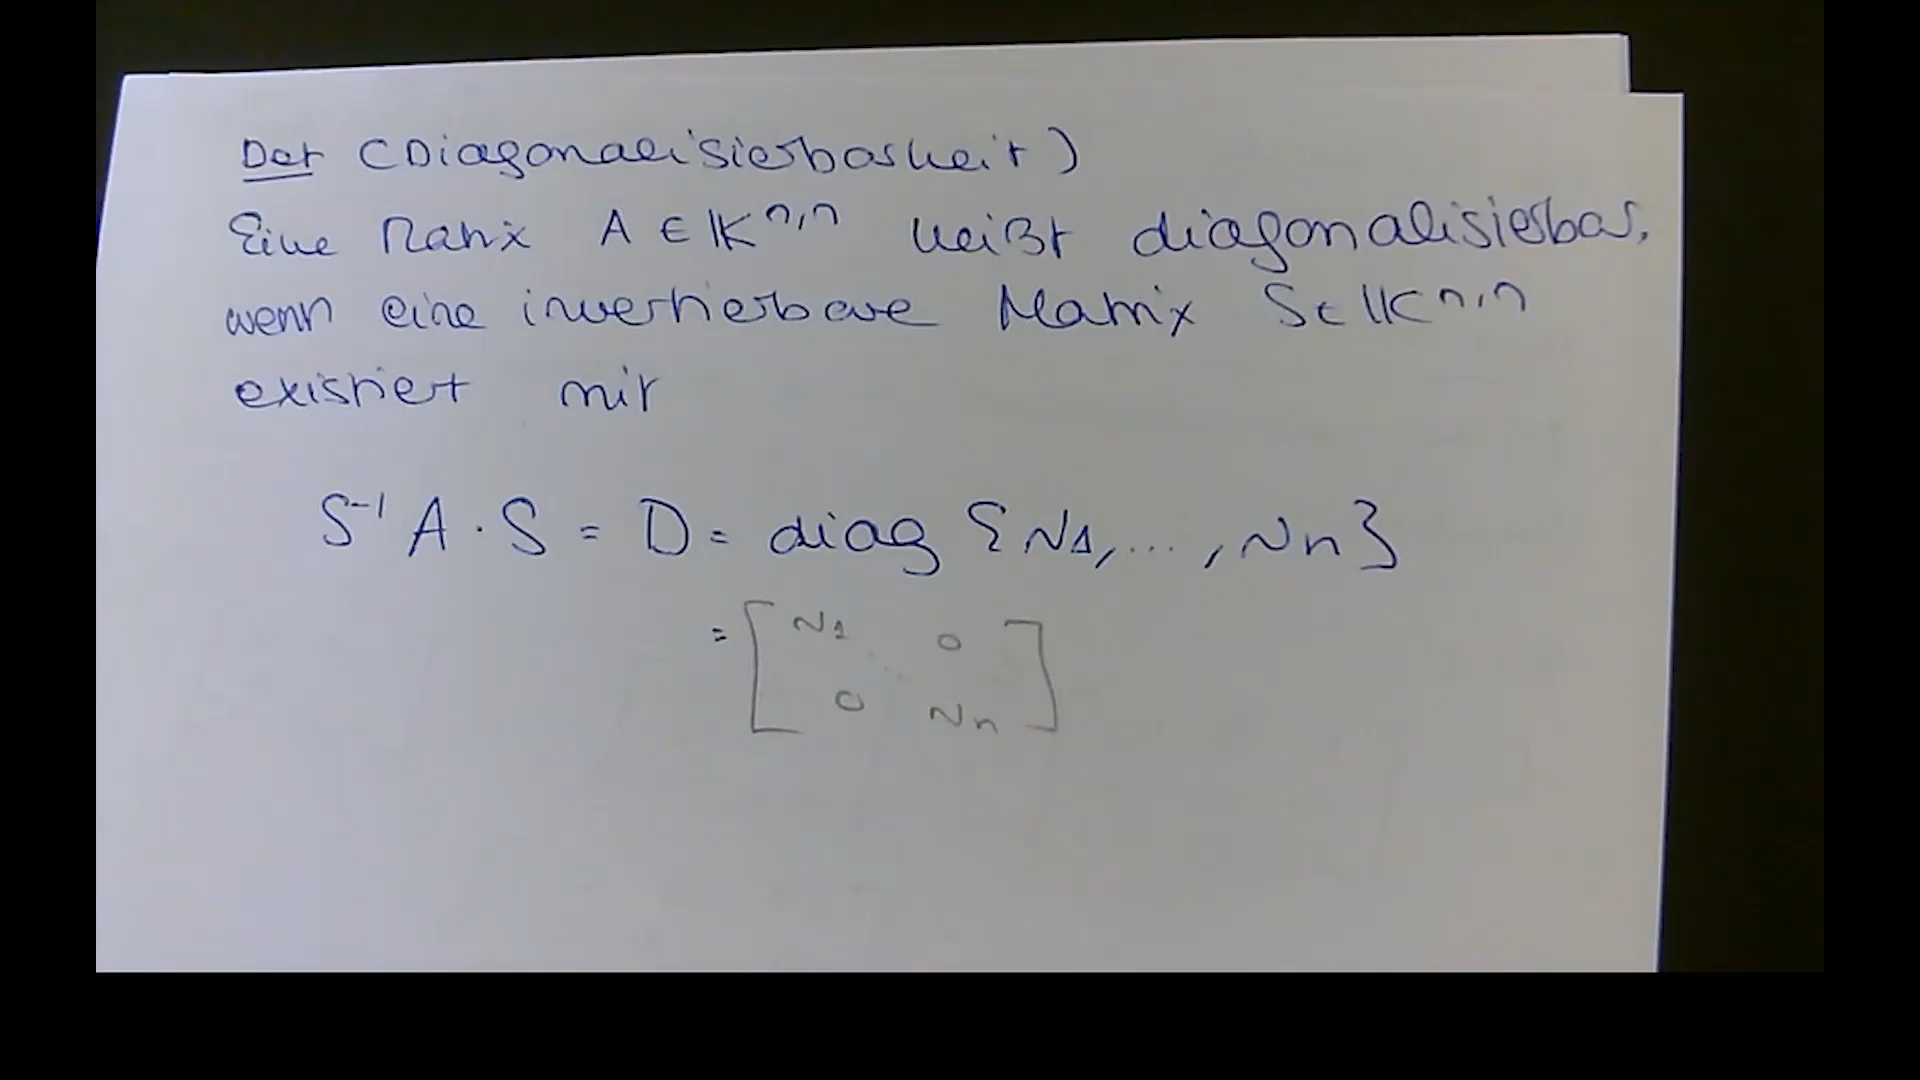 Def (Diagonalisierbarkeit)
Eine Matrix A ∈ 𝕂^{n,n} heißt diagonalisierbar,
wenn eine invertierbare Matrix S ∈ 𝕂^{n,n}
existiert mit
S^{-1} A · S = D = diag {λ1, ..., λn}
= [ λ1 0
0 λn ]